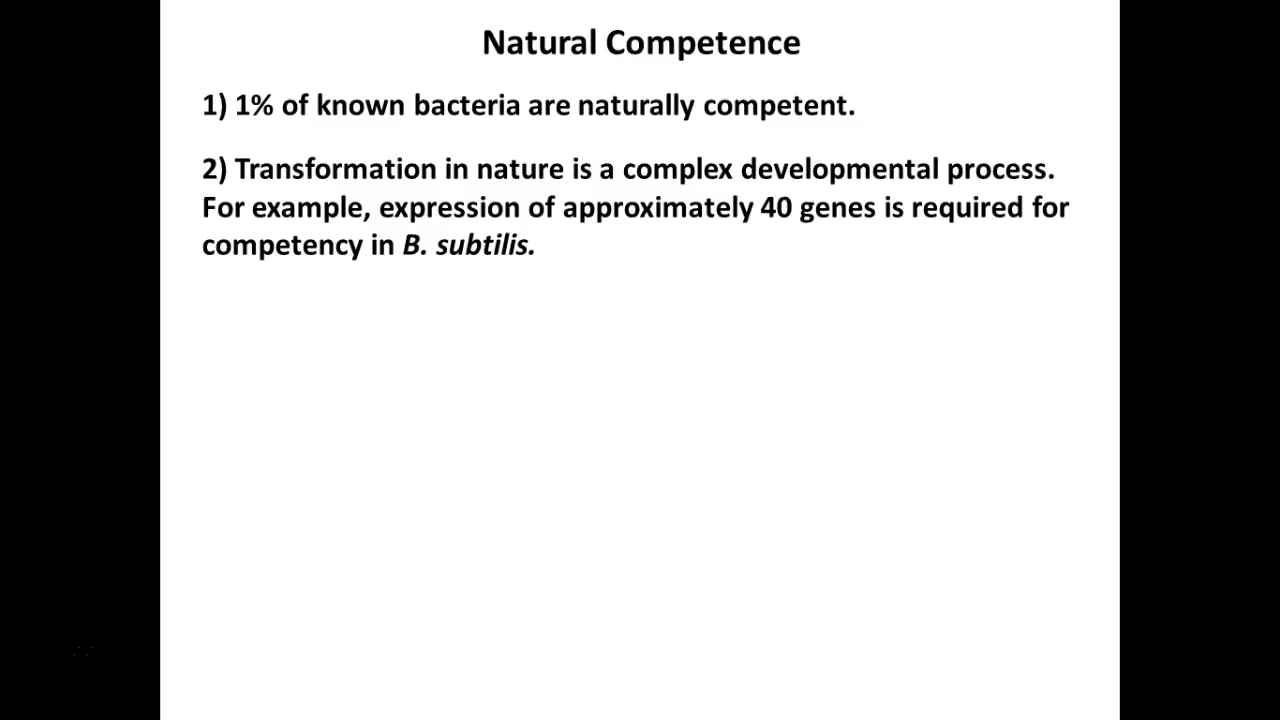 Natural Competence
1) 1% of known bacteria are naturally competent.
2) Transformation in nature is a complex developmental process.
For example, expression of approximately 40 genes is required for
competency in B. subtilis.